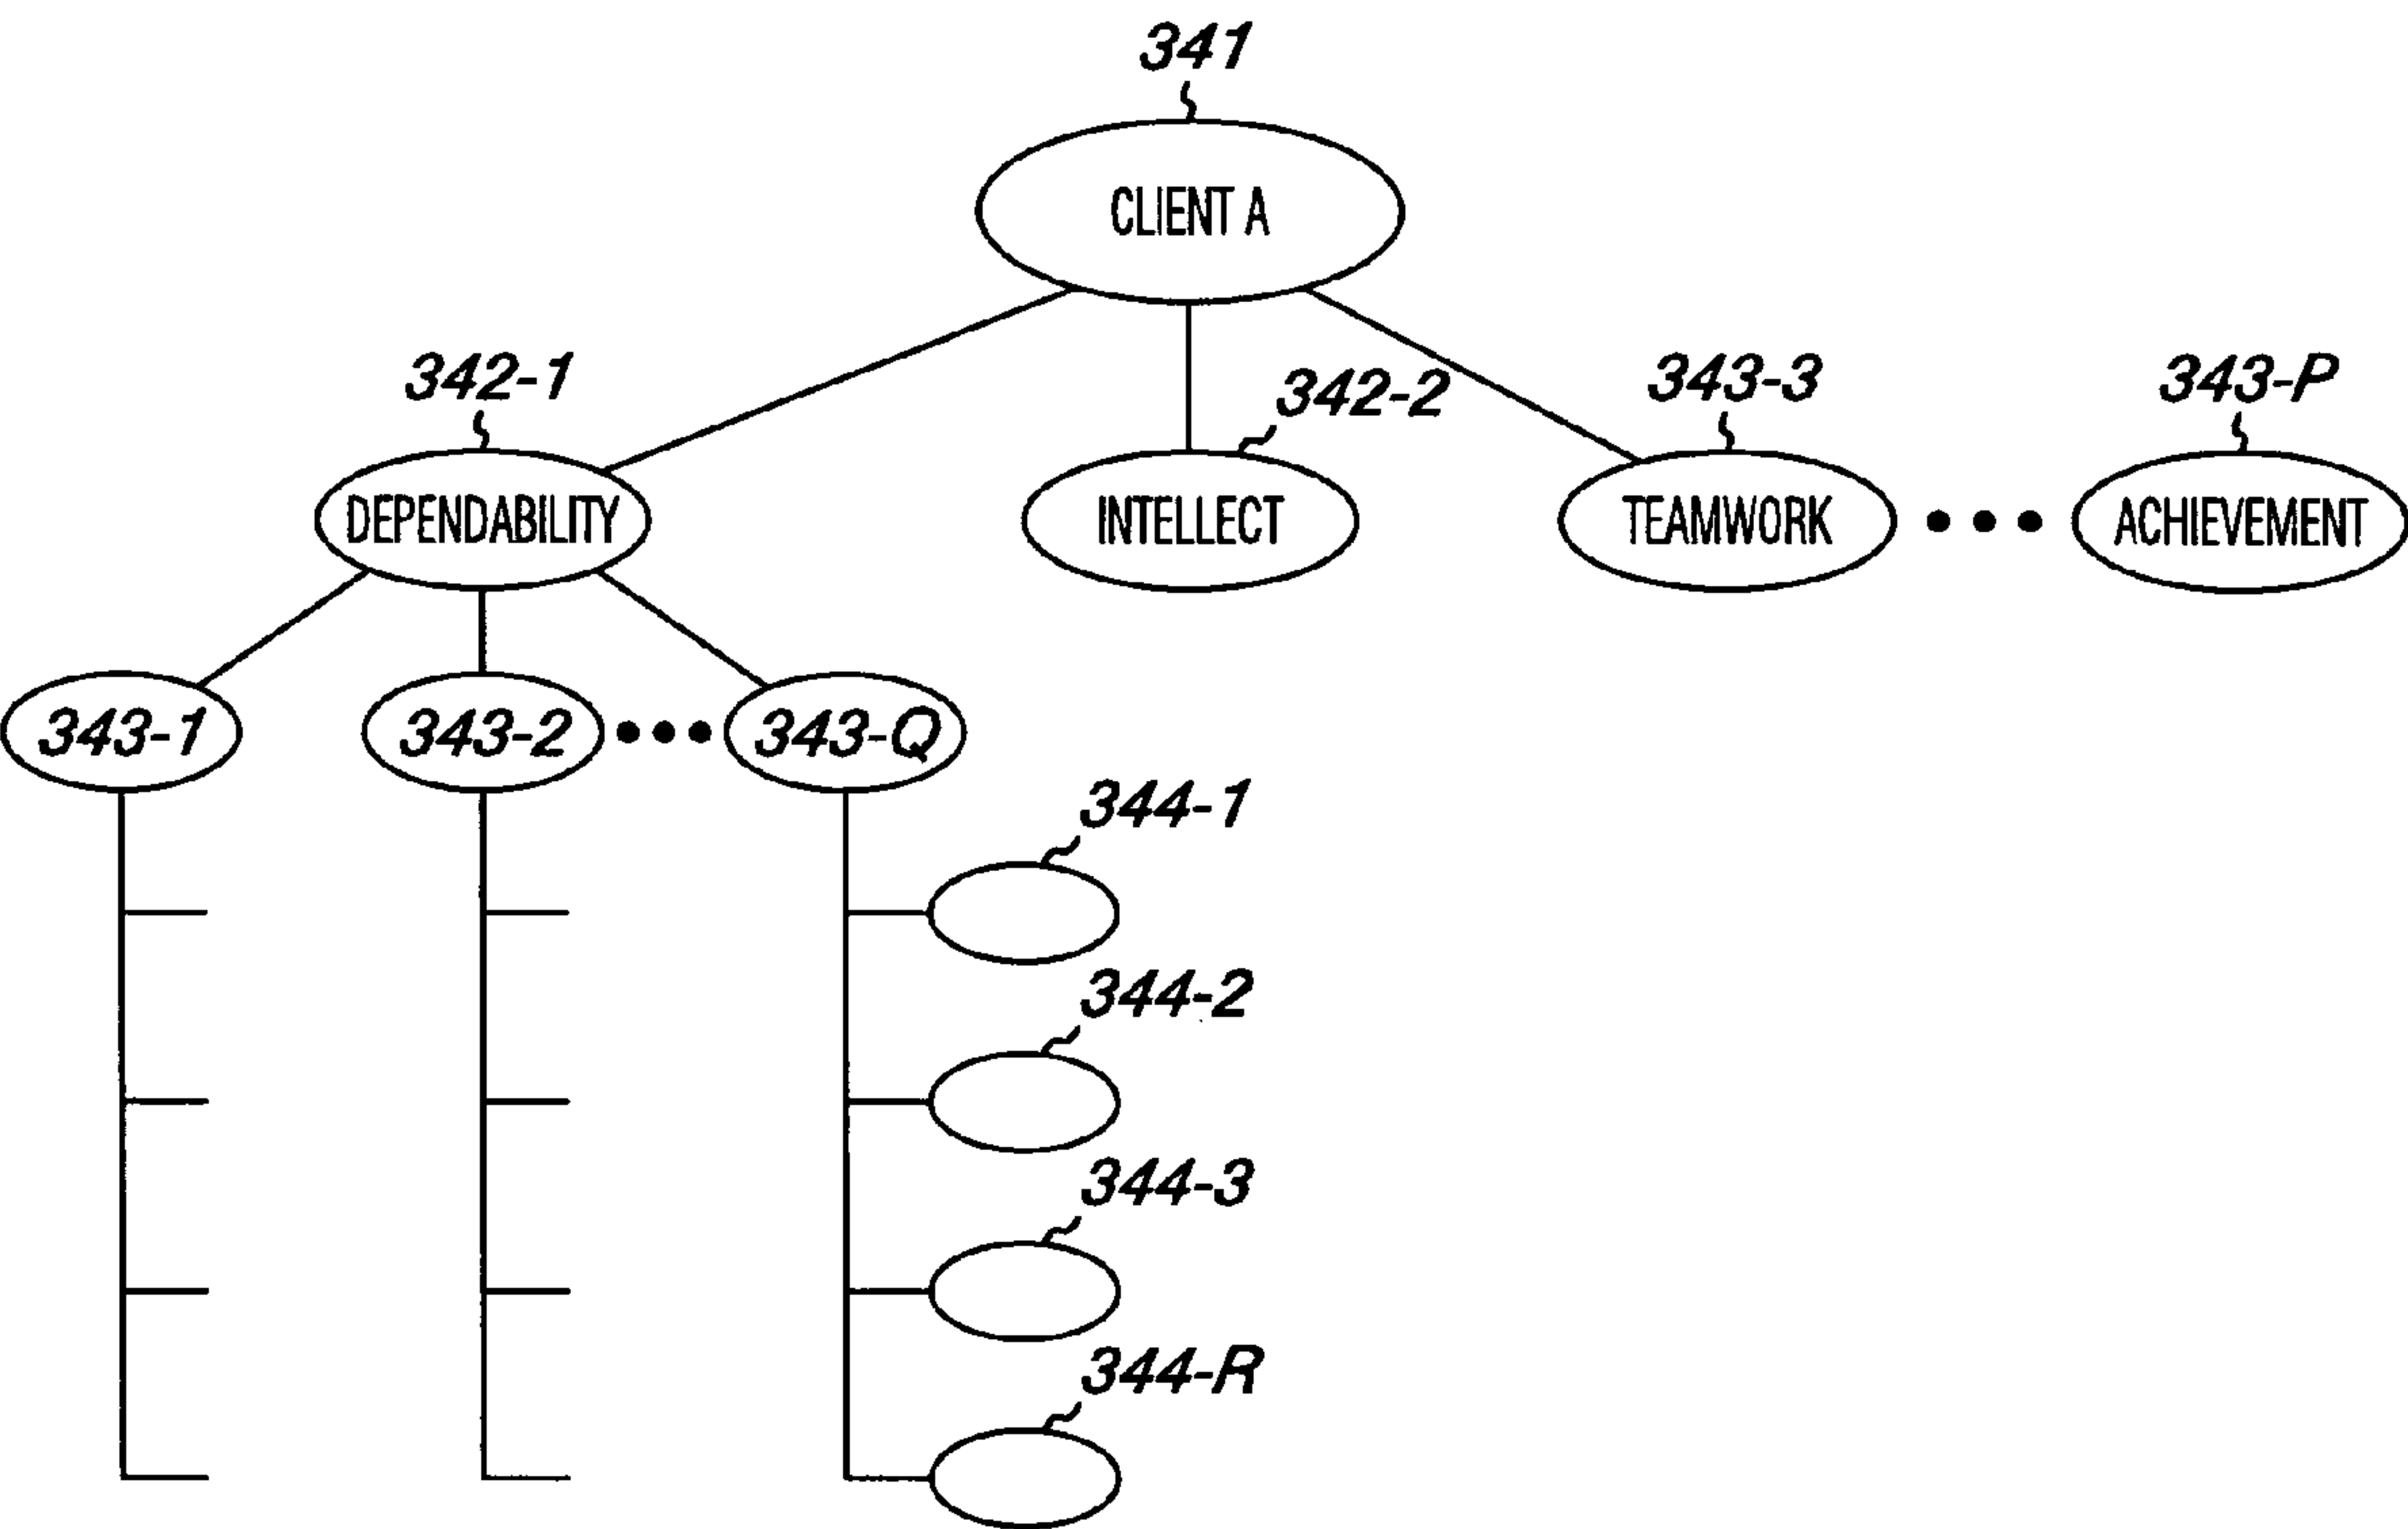 341
CLIENT A
342-1
342-2
343-3
343-P
DEPENDABILITY
INTELLECT
TEAMWORK
ACHIEVEMENT
343-1
343-2
343-Q
344-1
344-2
344-3
344-R